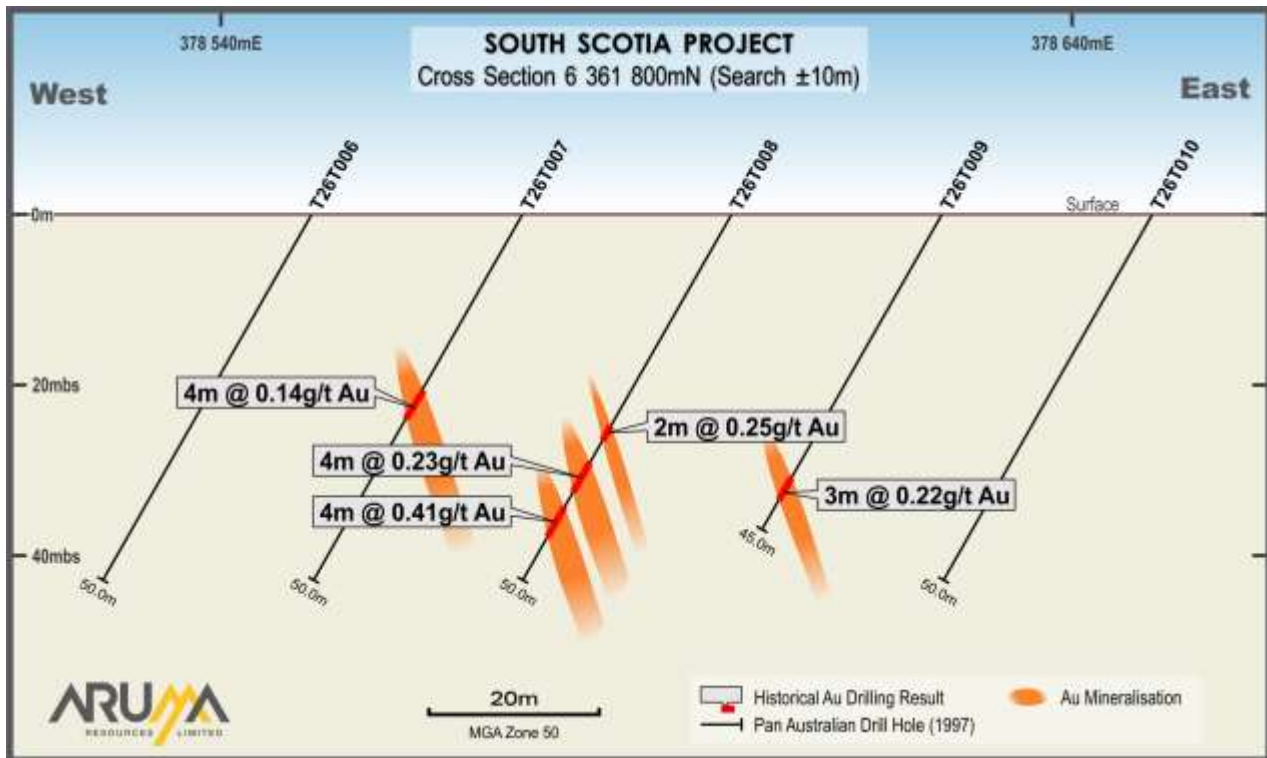 378 540mE
SOUTH SCOTIA PROJECT
378 640mE
Cross Section 6 361 800mN (Search ±10m)
West
East
T26T006
T26T007
T26T008
T26T009
T26T010
0m
Surface
20mbs
4m @ 0.14g/t Au
2m @ 0.25g/t Au
4m @ 0.23g/t Au
3m @ 0.22g/t Au
4m @ 0.41g/t Au
45.0m
40mbs
50.0m
50.0m
50.0m
50.0m
ARUMA
RESOURCES LIMITED
20m
MGA Zone 50
Historical Au Drilling Result
Au Mineralisation
Pan Australian Drill Hole (1997)